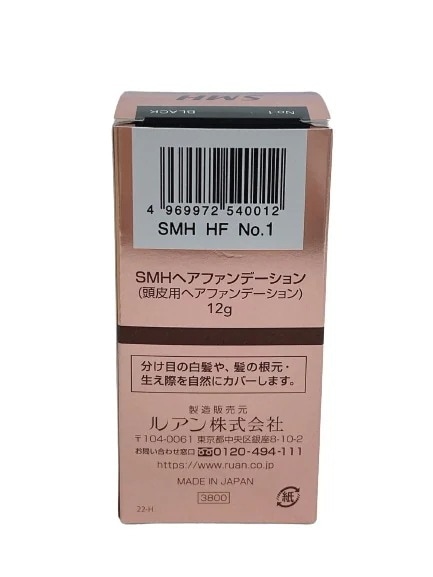 SMH
No.1 BLACK
4 969972 540012
SMH HF No.1
SMHヘアファンデーション
(頭皮用ヘアファンデーション)
12g
分け目の白髪や、髪の根元・
生え際を自然にカバーします。
製造販売元
ルアン株式会社
〒104-0061 東京都中央区銀座8-10-2
お問い合わせ窓口 0120-494-111
https://www.ruan.co.jp
MADE IN JAPAN
3800
紙
22-H